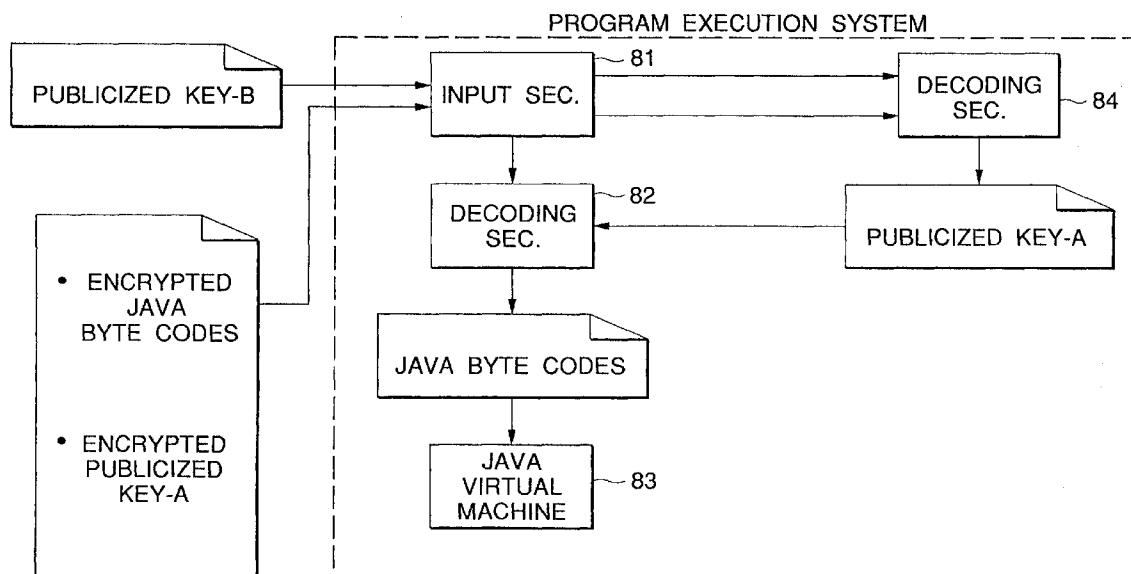 PROGRAM EXECUTION SYSTEM
PUBLICIZED KEY-B
INPUT SEC.
81
DECODING
SEC.
84
DECODING
SEC.
82
PUBLICIZED KEY-A
• ENCRYPTED
JAVA
BYTE CODES
JAVA BYTE CODES
• ENCRYPTED
PUBLICIZED
KEY-A
JAVA
VIRTUAL
MACHINE
83